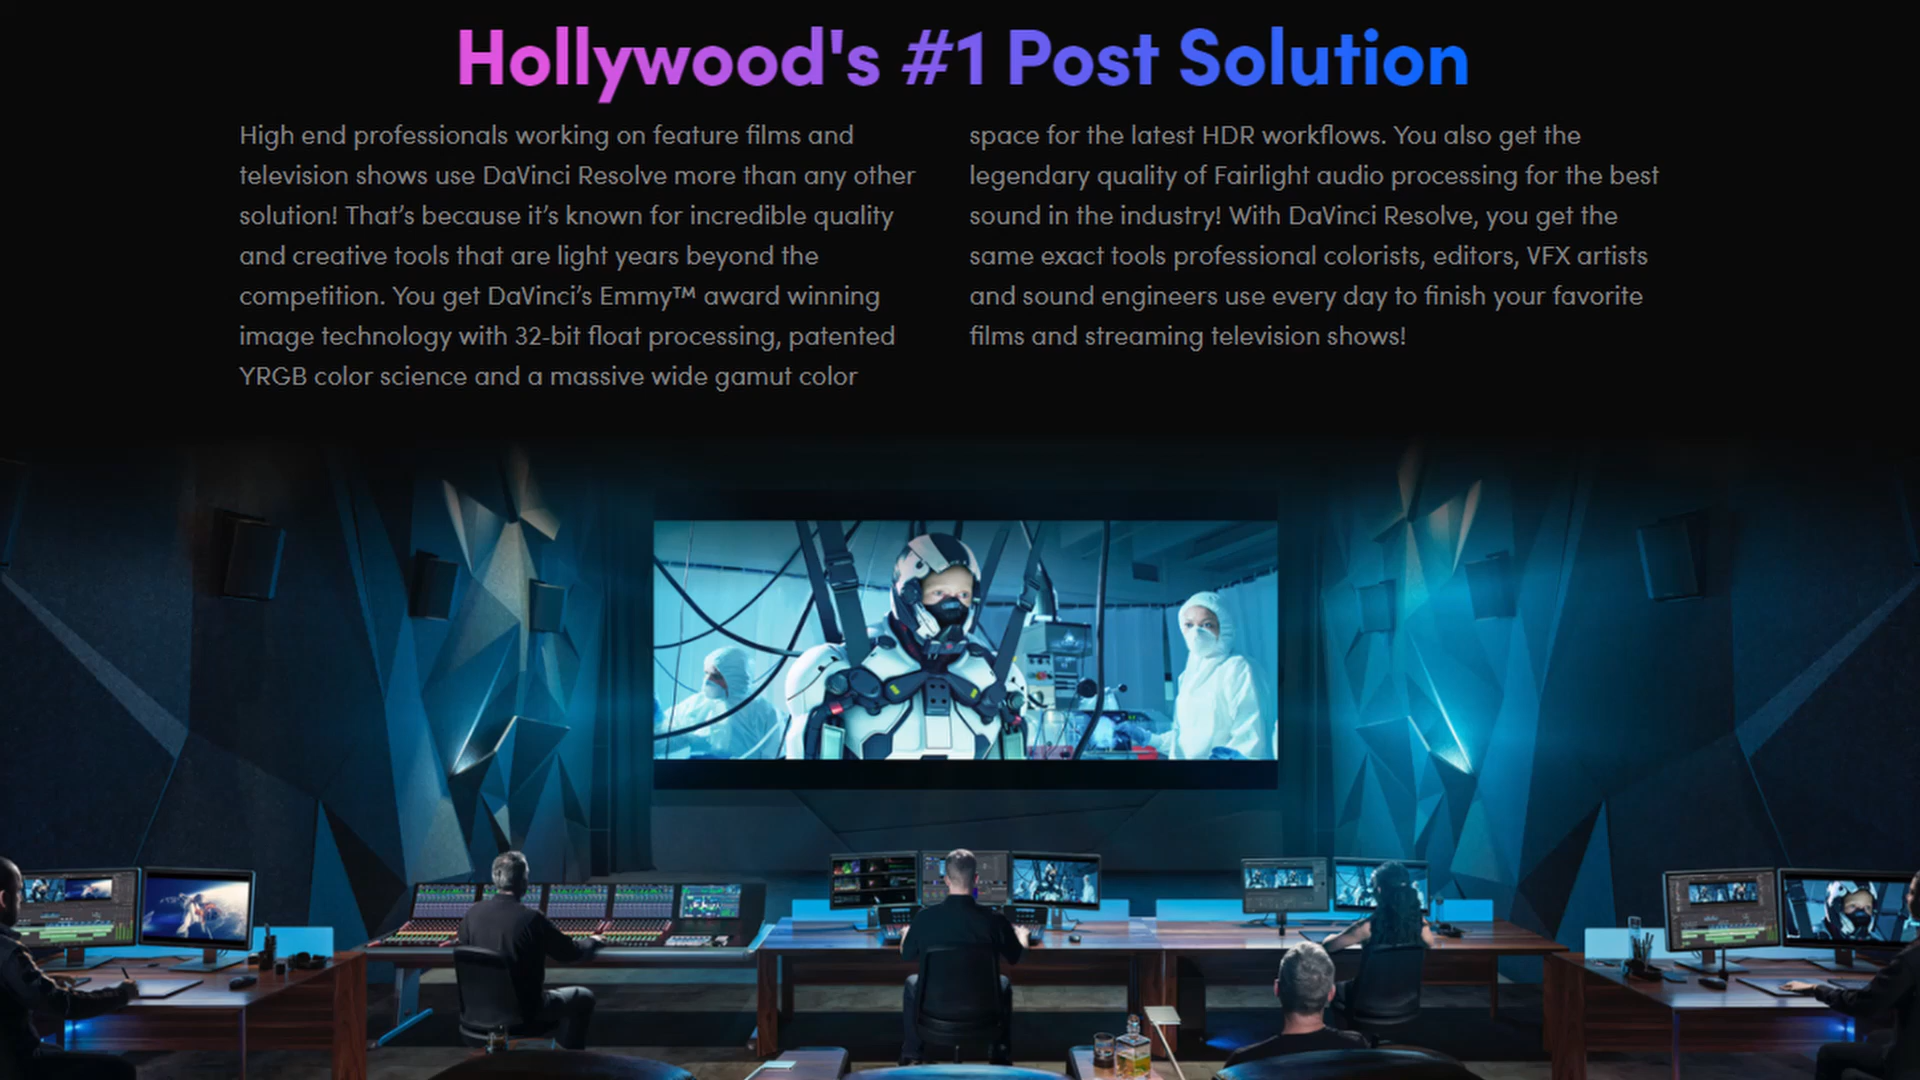 Hollywood's #1 Post Solution
High end professionals working on feature films and
television shows use DaVinci Resolve more than any other
solution! That’s because it’s known for incredible quality
and creative tools that are light years beyond the
competition. You get DaVinci’s Emmy™ award winning
image technology with 32-bit float processing, patented
YRGB color science and a massive wide gamut color
space for the latest HDR workflows. You also get the
legendary quality of Fairlight audio processing for the best
sound in the industry! With DaVinci Resolve, you get the
same exact tools professional colorists, editors, VFX artists
and sound engineers use every day to finish your favorite
films and streaming television shows!